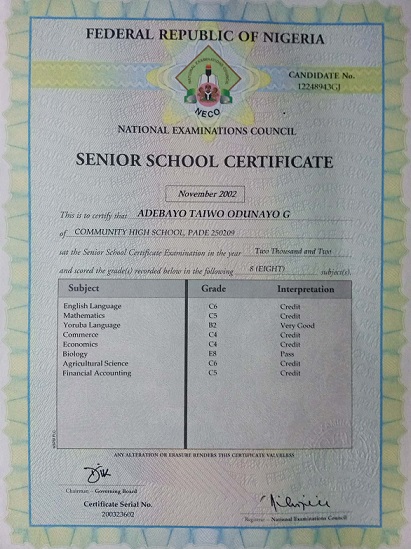 FEDERAL REPUBLIC OF NIGERIA
CANDIDATE No.
12248943GJ
NECO
NATIONAL EXAMINATIONS COUNCIL
SENIOR SCHOOL CERTIFICATE
November 2002
This is to certify that ADEBAYO TAIWO ODUNAYO G
of COMMUNITY HIGH SCHOOL, PADE 250209
sat the Senior School Certificate Examination in the year Two Thousand and Two
and scored the grade(s) recorded below in the following 8 (EIGHT) subject(s).
Subject Grade Interpretation
English Language C6 Credit
Mathematics C5 Credit
Yoruba Language B2 Very Good
Commerce C4 Credit
Economics C4 Credit
Biology E8 Pass
Agricultural Science C6 Credit
Financial Accounting C5 Credit
ANY ALTERATION OR ERASURE RENDERS THIS CERTIFICATE VALUELESS
Chairman - Governing Board
Certificate Serial No.
200323602
Registrar - National Examinations Council